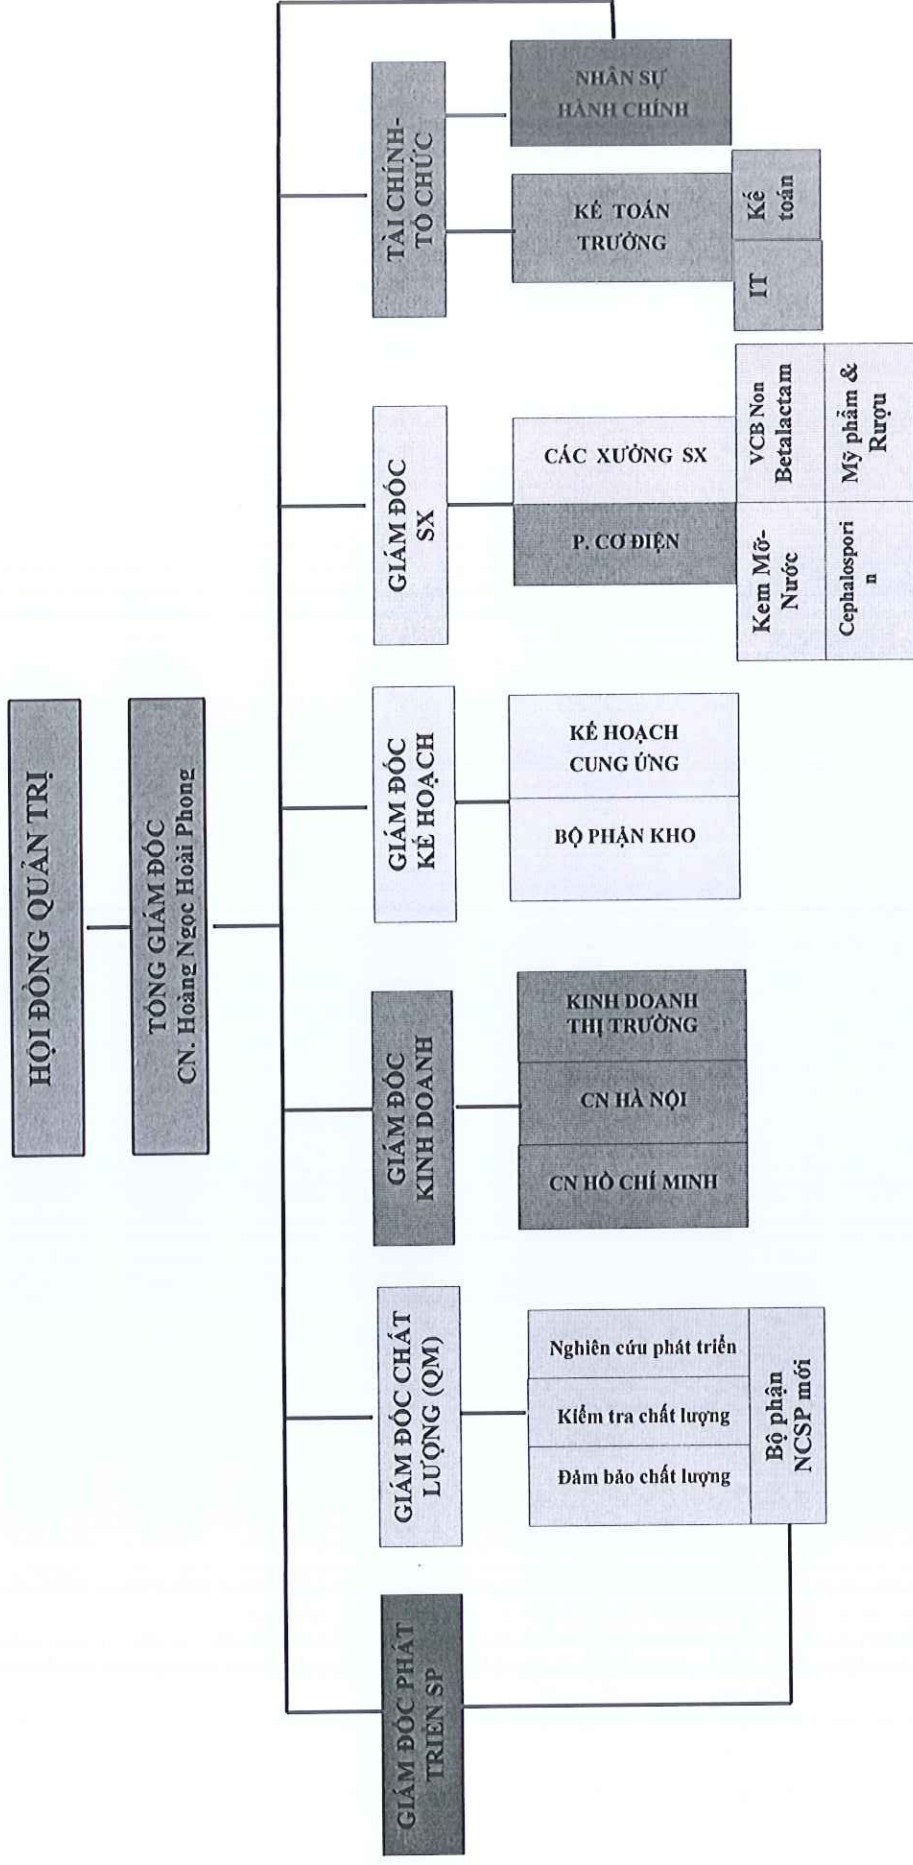 HỘI ĐỒNG QUẢN TRỊ
TỔNG GIÁM ĐỐC
CN. Hoàng Ngọc Hoài Phong
GIÁM ĐỐC PHÁT
TRIỂN SP
GIÁM ĐỐC CHẤT
LƯỢNG (QM)
GIÁM ĐỐC
KINH DOANH
GIÁM ĐỐC
KẾ HOẠCH
GIÁM ĐỐC
SX
TÀI CHÍNH-
TỔ CHỨC
Nghiên cứu phát triển
Kiểm tra chất lượng
Đảm bảo chất lượng
Bộ phận
NCSP mới
KINH DOANH
THỊ TRƯỜNG
CN HÀ NỘI
CN HỒ CHÍ MINH
KẾ HOẠCH
CUNG ỨNG
BỘ PHẬN KHO
CÁC XƯỞNG SX
P. CƠ ĐIỆN
Kem Mỡ-
Nước
VCB Non
Betalactam
Cephalospori
n
Mỹ phẩm &
Rượu
KẾ TOÁN
TRƯỞNG
NHÂN SỰ
HÀNH CHÍNH
IT
Kế
toán